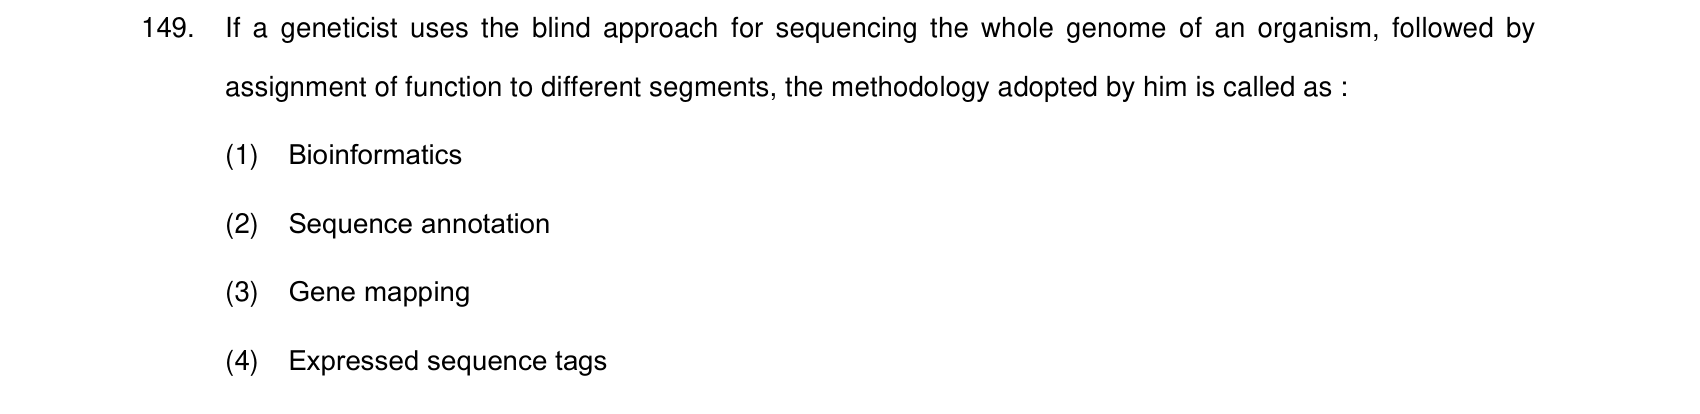 149. If a geneticist uses the blind approach for sequencing the whole genome of an organism, followed by
assignment of function to different segments, the methodology adopted by him is called as :
(1) Bioinformatics
(2) Sequence annotation
(3) Gene mapping
(4) Expressed sequence tags